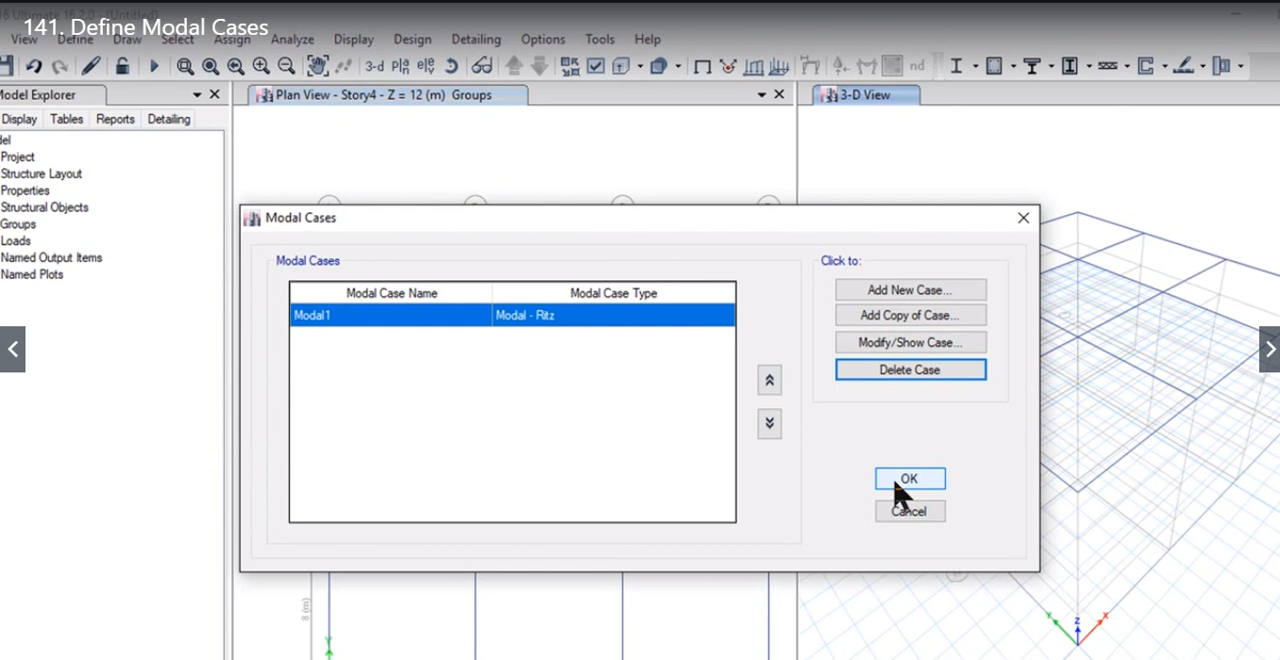 141. Define Modal Cases
View Define Draw Select Assign Analyze Display Design Detailing Options Tools Help
3-d nd
Model Explorer
Plan View - Story4 - Z = 12 (m) Groups
3-D View
Display Tables Reports Detailing
Project
Structure Layout
Properties
Structural Objects
Groups
Loads
Named Output Items
Named Plots
Modal Cases
Modal Cases
Click to:
Modal Case Name Modal Case Type
Modal1 Modal - Ritz
Add New Case...
Add Copy of Case...
Modify/Show Case...
Delete Case
OK
Cancel
8 (m)
Y
Y Z X